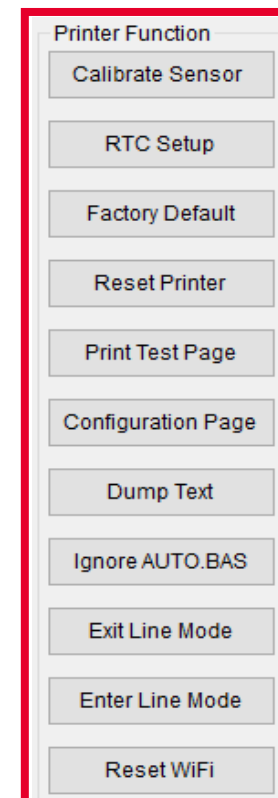 Printer Function
Calibrate Sensor
RTC Setup
Factory Default
Reset Printer
Print Test Page
Configuration Page
Dump Text
Ignore AUTO.BAS
Exit Line Mode
Enter Line Mode
Reset WiFi